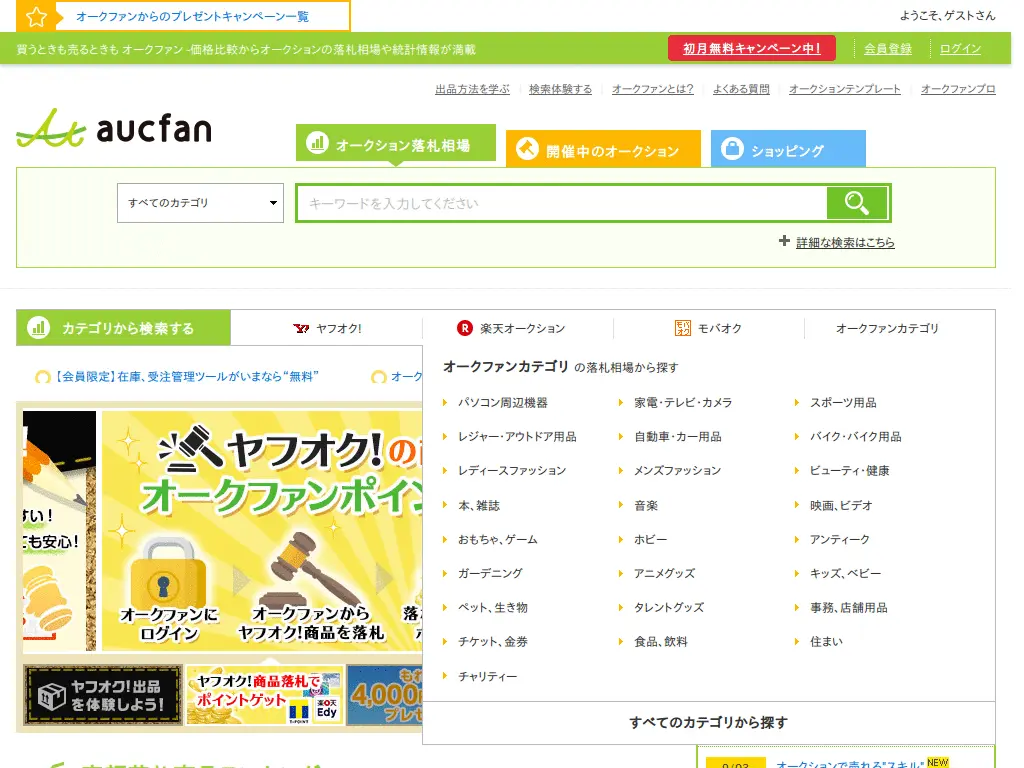 オークファンからのプレゼントキャンペーン一覧
ようこそ、ゲストさん
買うときも売るときも オークファン -価格比較からオークションの落札相場や統計情報が満載
初月無料キャンペーン中!
会員登録
ログイン
出品方法を学ぶ
検索体験する
オークファンとは?
よくある質問
オークションテンプレート
オークファンプロ
aucfan
オークション落札相場
開催中のオークション
ショッピング
すべてのカテゴリ
キーワードを入力してください
詳細な検索はこちら
カテゴリから検索する
ヤフオク!
楽天オークション
モバオク
オークファンカテゴリ
【会員限定】在庫、受注管理ツールがいまなら“無料”
オーク
オークファンカテゴリ の落札相場から探す
パソコン周辺機器
家電・テレビ・カメラ
スポーツ用品
レジャー・アウトドア用品
自動車・カー用品
バイク・バイク用品
レディースファッション
メンズファッション
ビューティ・健康
本、雑誌
音楽
映画、ビデオ
おもちゃ、ゲーム
ホビー
アンティーク
ガーデニング
アニメグッズ
キッズ、ベビー
ペット、生き物
タレントグッズ
事務、店舗用品
チケット、金券
食品、飲料
住まい
チャリティー
すべてのカテゴリから探す
すい!
も安心!
ヤフオク!の
オークファンポイン
オークファンに
ログイン
オークファンから
ヤフオク!商品を落札
落
ヤフオク!出品
を体験しよう!
ヤフオク!商品落札で
ポイントゲット
T-POINT
楽天
Edy
もれ
4,000
プレゼ
9/03
オークションで売れる"スキル"
NEW